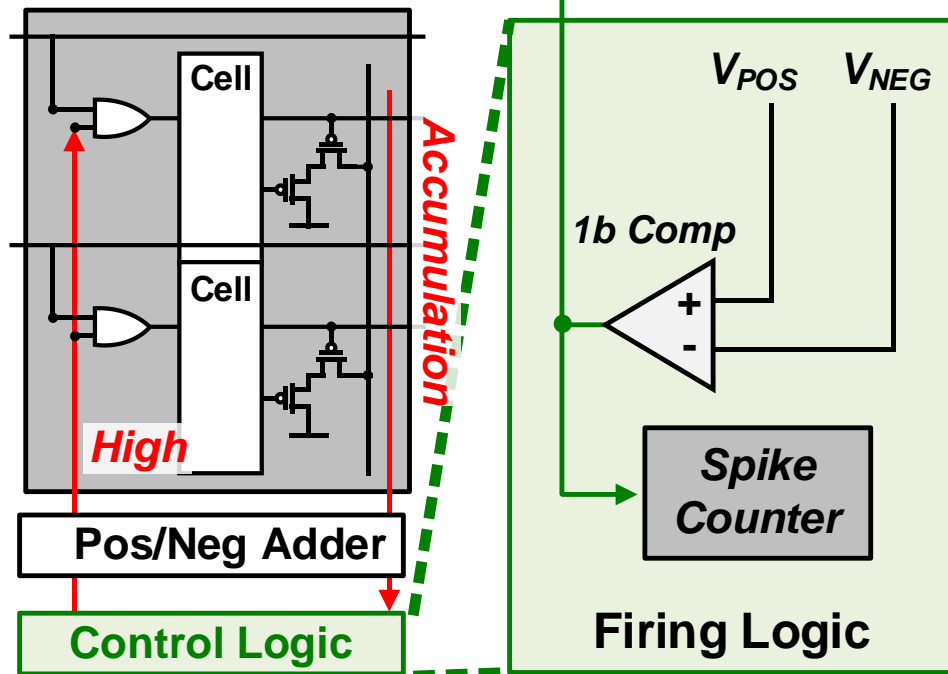 Cell
Accumulation
Cell
High
Pos/Neg Adder
Control Logic
VPOS VNEG
1b Comp
+
-
Spike
Counter
Firing Logic